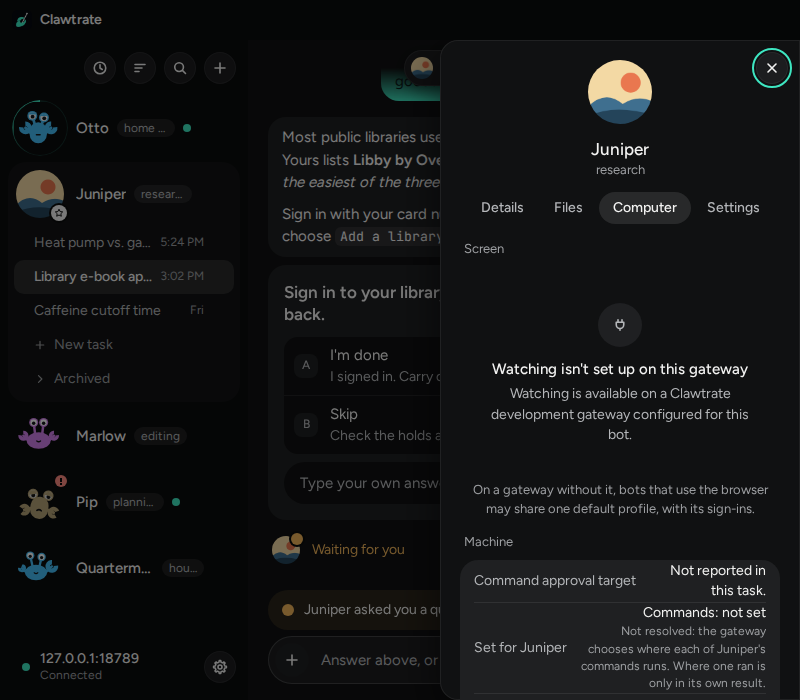 Clawtrate
Otto
home ...
Juniper
resear...
Heat pump vs. ga...
5:24 PM
Library e-book ap...
3:02 PM
Caffeine cutoff time
Fri
New task
Archived
Marlow
editing
Pip
planni...
Quarterm...
hou...
127.0.0.1:18789
Connected
Most public libraries use
Yours lists Libby by Ove
the easiest of the three
Sign in with your card n
choose Add a library
Sign in to your librar
back.
A
I'm done
I signed in. Carry o
B
Skip
Check the holds a
Type your own answ
Waiting for you
Juniper asked you a qu
Answer above, or
Juniper
research
Details
Files
Computer
Settings
Screen
Watching isn't set up on this gateway
Watching is available on a Clawtrate
development gateway configured for this
bot.
On a gateway without it, bots that use the browser
may share one default profile, with its sign-ins.
Machine
Command approval target
Not reported in
this task.
Set for Juniper
Commands: not set
Not resolved: the gateway
chooses where each of Juniper's
commands runs. Where one ran is
only in its own result.